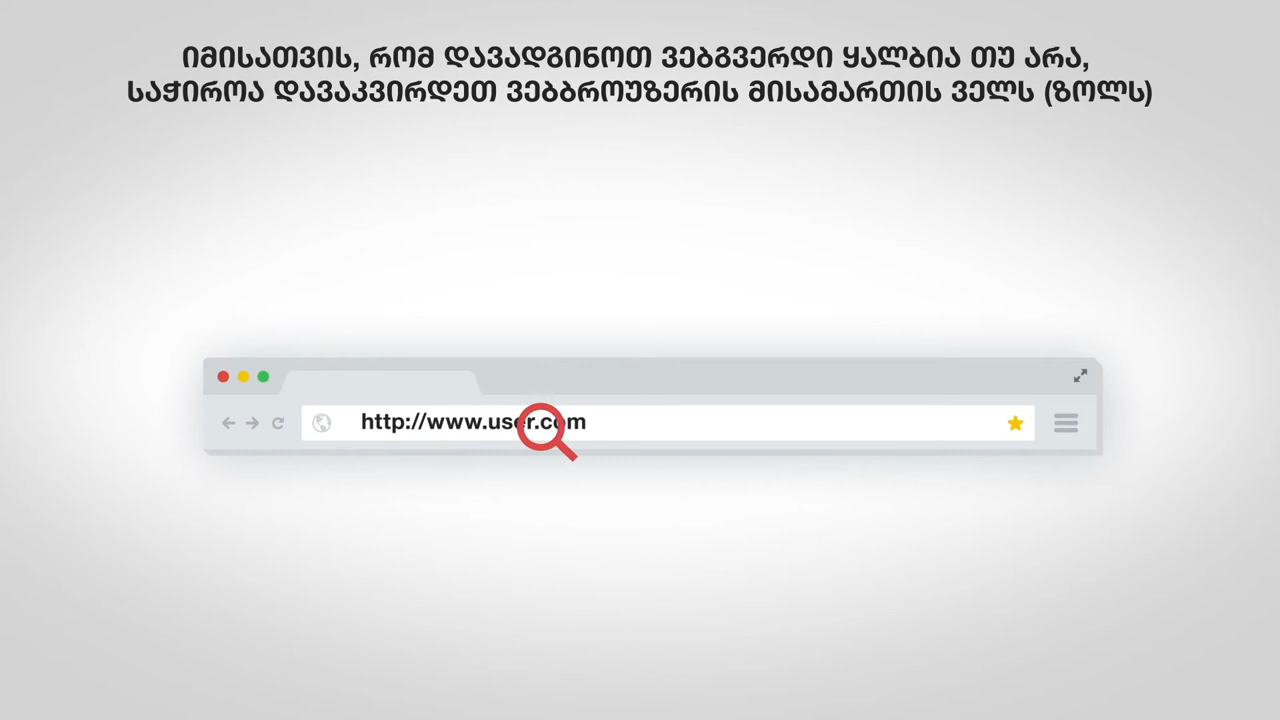 იმისათვის, რომ დავადგინოთ ვებგვერდი ყალბია თუ არა,
საჭიროა დავაკვირდეთ ვებბროუზერის მისამართის ველს (ზოლს)
http://www.user.com